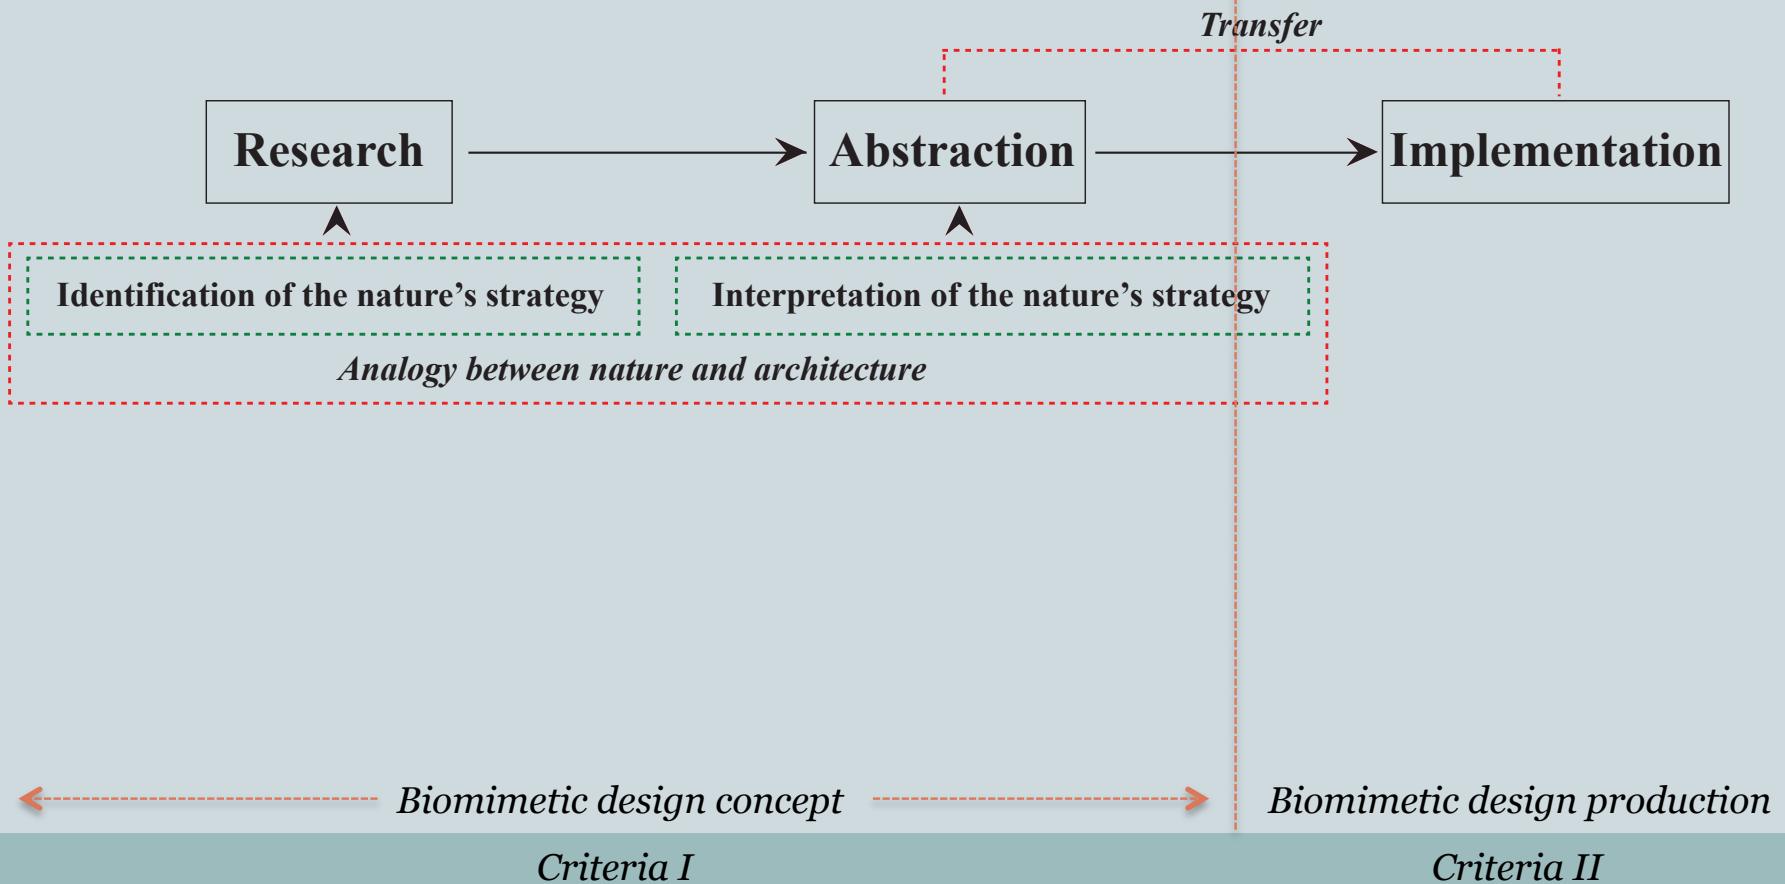 Transfer
Research
Abstraction
Implementation
Identification of the nature’s strategy
Interpretation of the nature’s strategy
Analogy between nature and architecture
Biomimetic design concept
Biomimetic design production
Criteria I
Criteria II